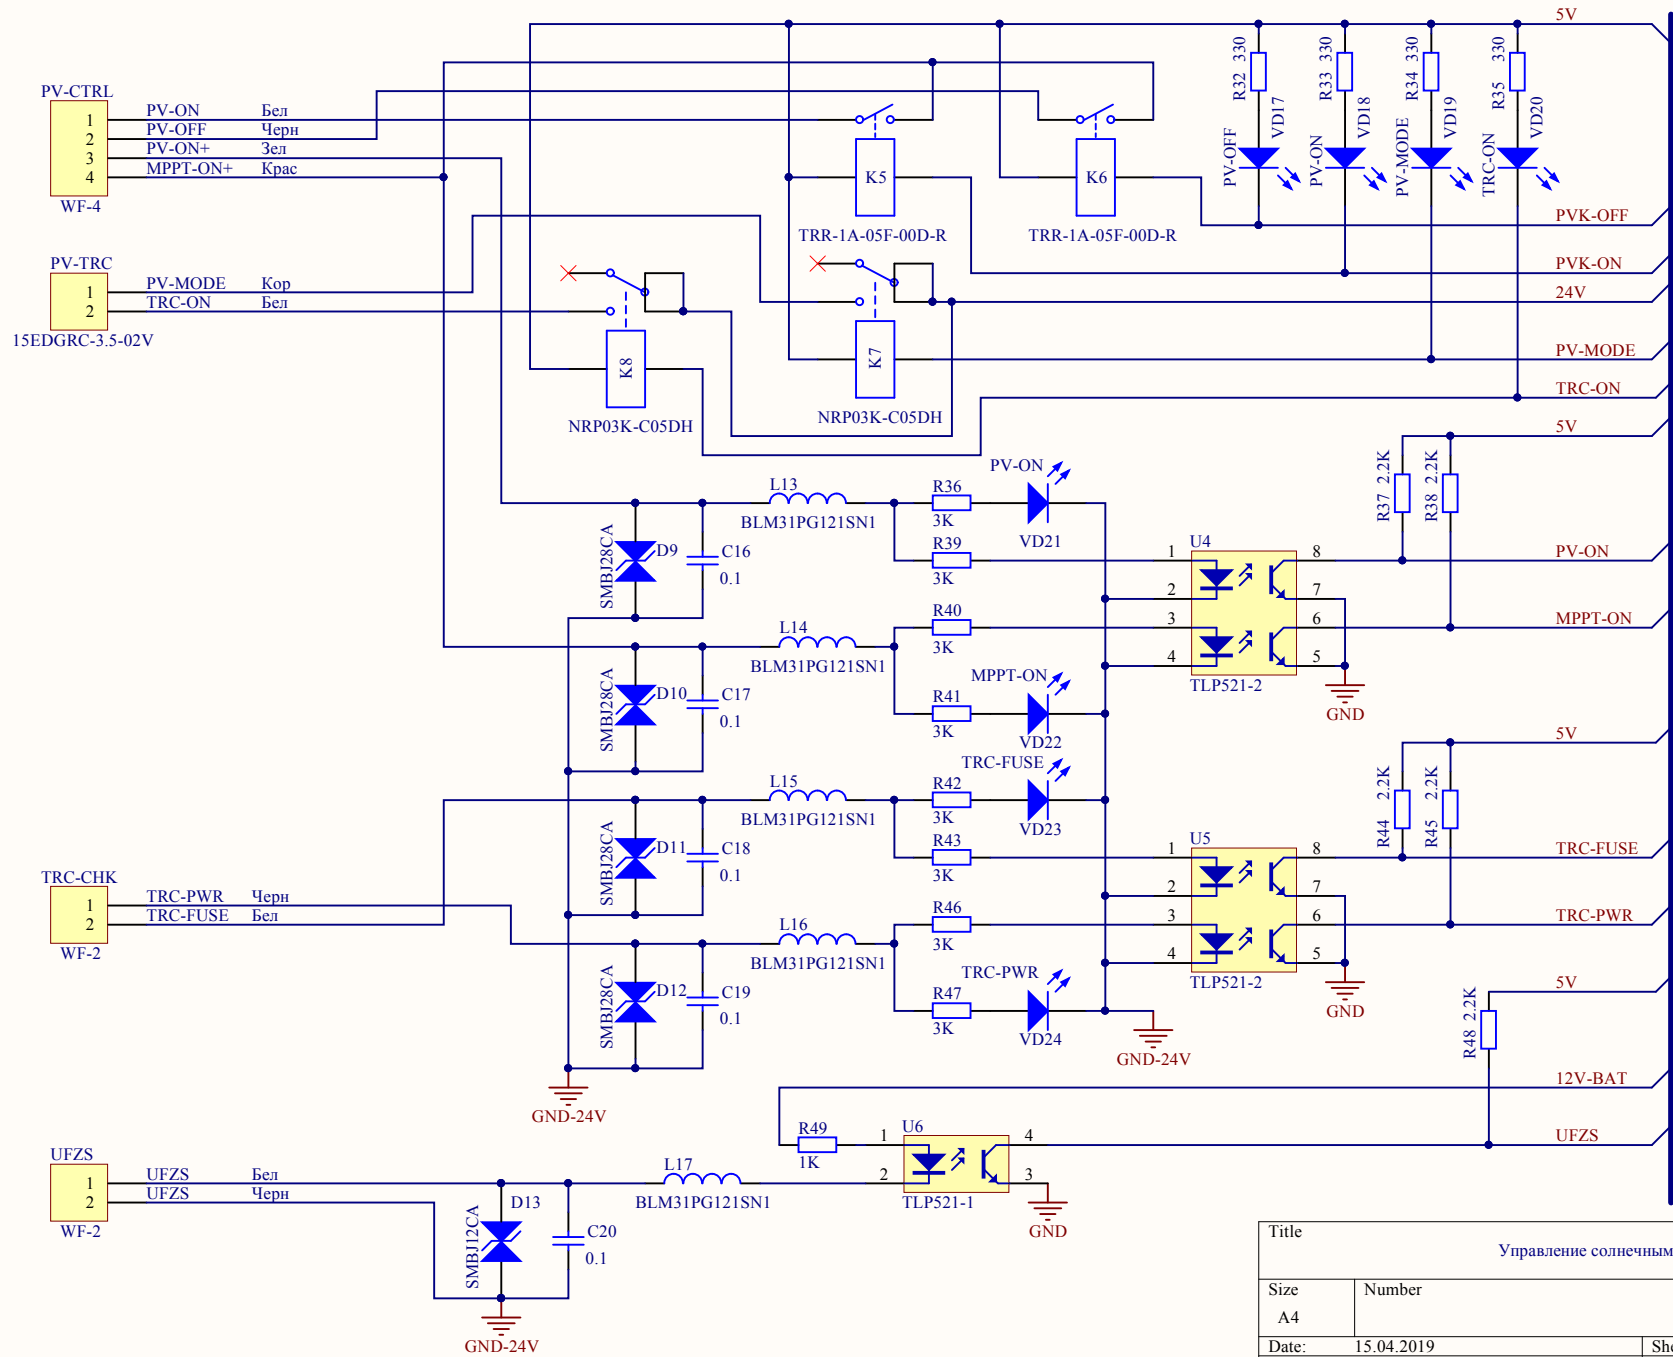 5V
PV-CTRL
1 PV-ON Бел
2 PV-OFF Черн
3 PV-ON+ Зел
4 MPPT-ON+ Крас
WF-4
R32 330
R33 330
R34 330
R35 330
PV-OFF VD17
PV-ON VD18
PV-MODE VD19
TRC-ON VD20
K5
TRR-1A-05F-00D-R
K6
TRR-1A-05F-00D-R
PVK-OFF
PVK-ON
24V
PV-MODE
TRC-ON
5V
PV-TRC
1 PV-MODE Кор
2 TRC-ON Бел
15EDGRC-3.5-02V
K8
NRP03K-C05DH
K7
NRP03K-C05DH
L13
BLM31PG121SN1
R36
3K
PV-ON
VD21
R39
3K
SMBJ28CA
D9
C16
0.1
R37 2.2K
R38 2.2K
U4
1
2
3
4
8
7
6
5
TLP521-2
GND
PV-ON
MPPT-ON
L14
BLM31PG121SN1
R40
3K
R41
3K
MPPT-ON
VD22
SMBJ28CA
D10
C17
0.1
5V
L15
BLM31PG121SN1
R42
3K
TRC-FUSE
VD23
R43
3K
SMBJ28CA
D11
C18
0.1
R44 2.2K
R45 2.2K
U5
1
2
3
4
8
7
6
5
TLP521-2
GND
TRC-FUSE
TRC-PWR
TRC-CHK
1 TRC-PWR Черн
2 TRC-FUSE Бел
WF-2
L16
BLM31PG121SN1
R46
3K
R47
3K
TRC-PWR
VD24
SMBJ28CA
D12
C19
0.1
GND-24V
GND-24V
5V
R48 2.2K
12V-BAT
UFZS
R49
1K
U6
1
2
4
3
TLP521-1
GND
UFZS
1 UFZS Бел
2 UFZS Черн
WF-2
L17
BLM31PG121SN1
D13
SMBJ12CA
C20
0.1
GND-24V
Title
Управление солнечным
Size
Number
A4
Date: 15.04.2019